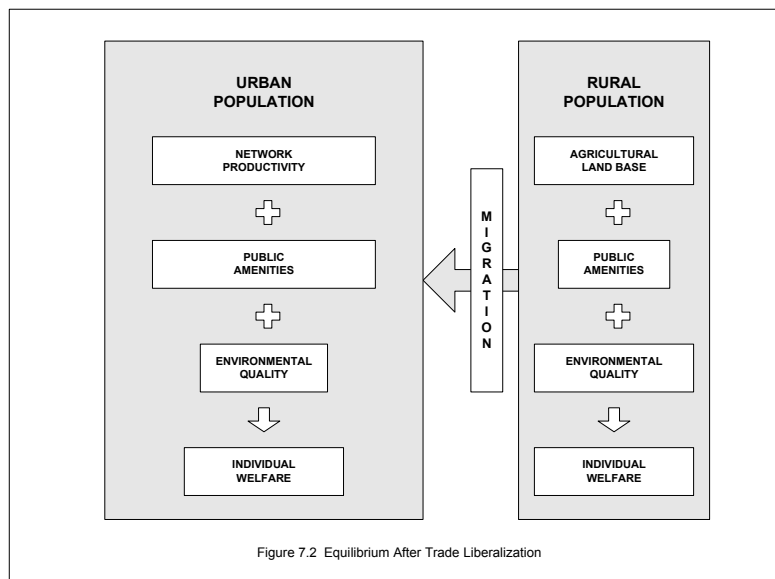 URBAN
POPULATION
NETWORK
PRODUCTIVITY
PUBLIC
AMENITIES
ENVIRONMENTAL
QUALITY
INDIVIDUAL
WELFARE
MIGRATION
RURAL
POPULATION
AGRICULTURAL
LAND BASE
PUBLIC
AMENITIES
ENVIRONMENTAL
QUALITY
INDIVIDUAL
WELFARE
Figure 7.2 Equilibrium After Trade Liberalization